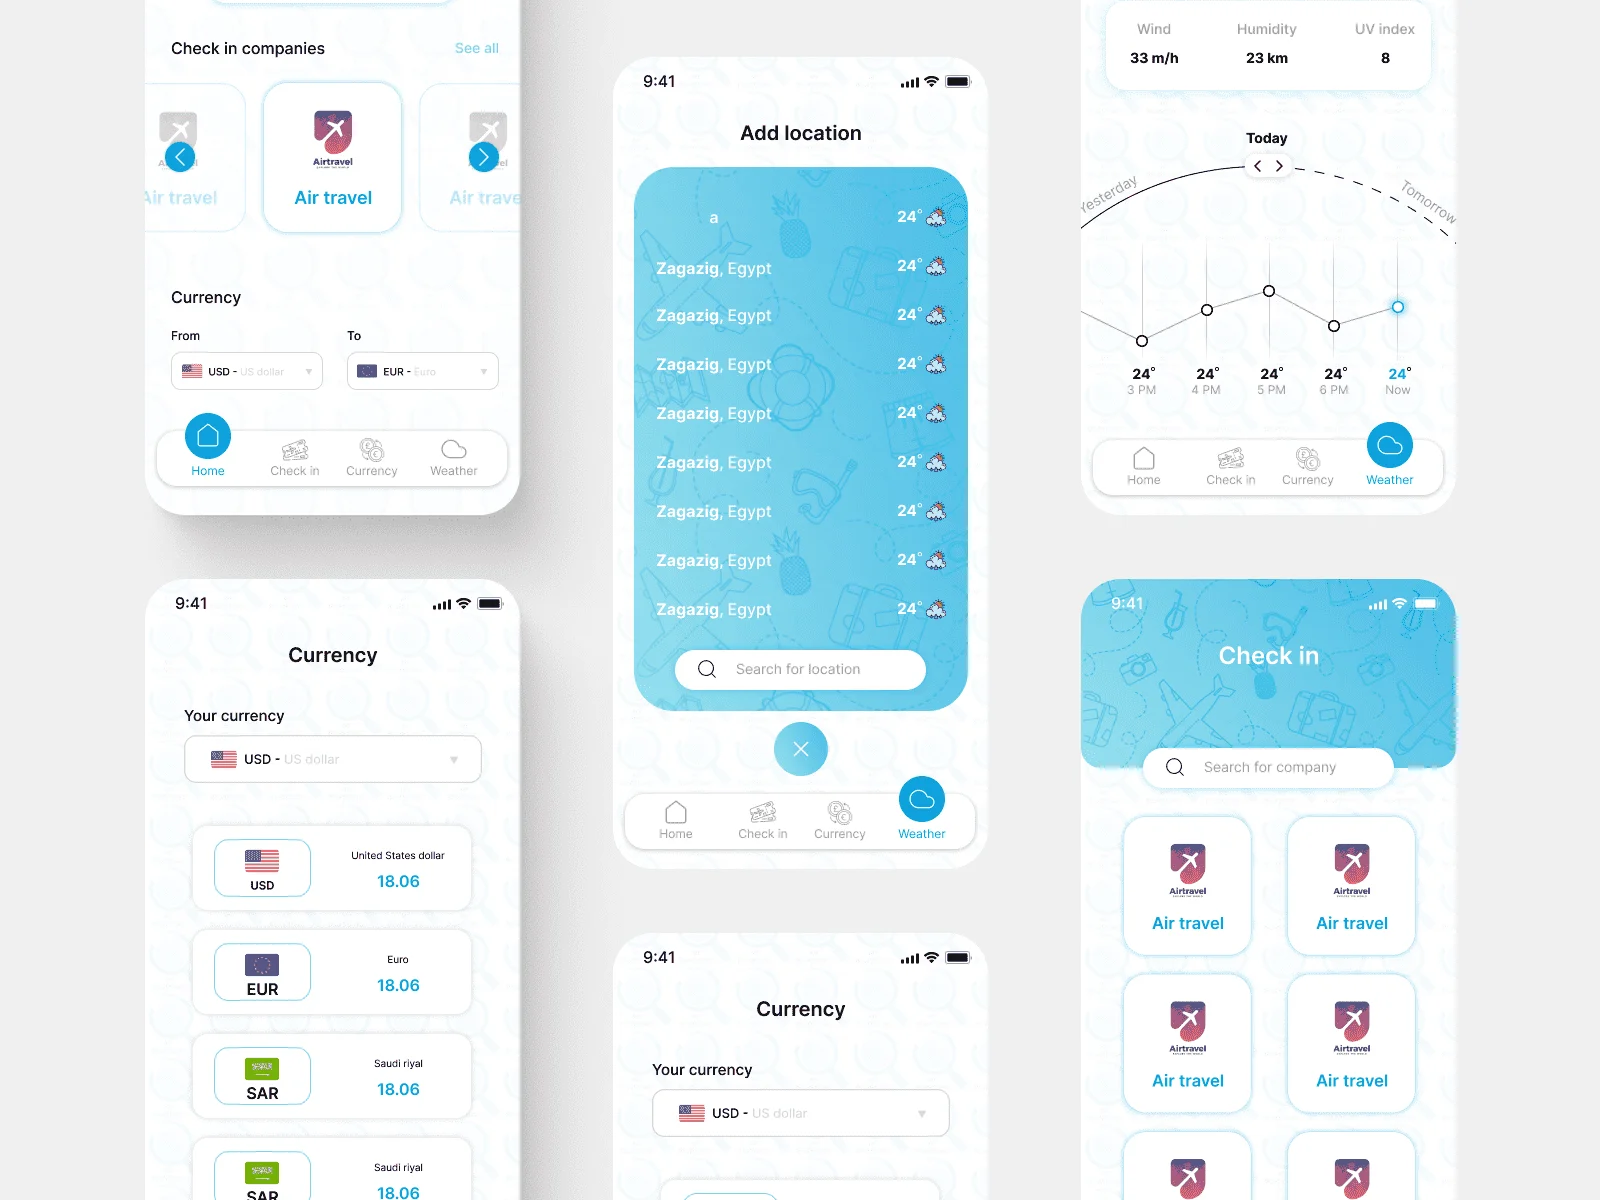 Check in companies
See all
Airtravel
Air travel
Air travel
Air travel
Currency
From
To
USD - US dollar
EUR - Euro
Home
Check in
Currency
Weather
9:41
Currency
Your currency
USD - US dollar
USD
United States dollar
18.06
EUR
Euro
18.06
SAR
Saudi riyal
18.06
SAR
Saudi riyal
18.06
9:41
Add location
a 24°
Zagazig, Egypt 24°
Zagazig, Egypt 24°
Zagazig, Egypt 24°
Zagazig, Egypt 24°
Zagazig, Egypt 24°
Zagazig, Egypt 24°
Zagazig, Egypt 24°
Zagazig, Egypt 24°
Search for location
Home
Check in
Currency
Weather
9:41
Currency
Your currency
USD - US dollar
Wind
Humidity
UV index
33 m/h
23 km
8
Today
Yesterday
Tomorrow
24° 24° 24° 24° 24°
3 PM 4 PM 5 PM 6 PM Now
Home
Check in
Currency
Weather
9:41
Check in
Search for company
Airtravel
Air travel
Airtravel
Air travel
Airtravel
Air travel
Airtravel
Air travel